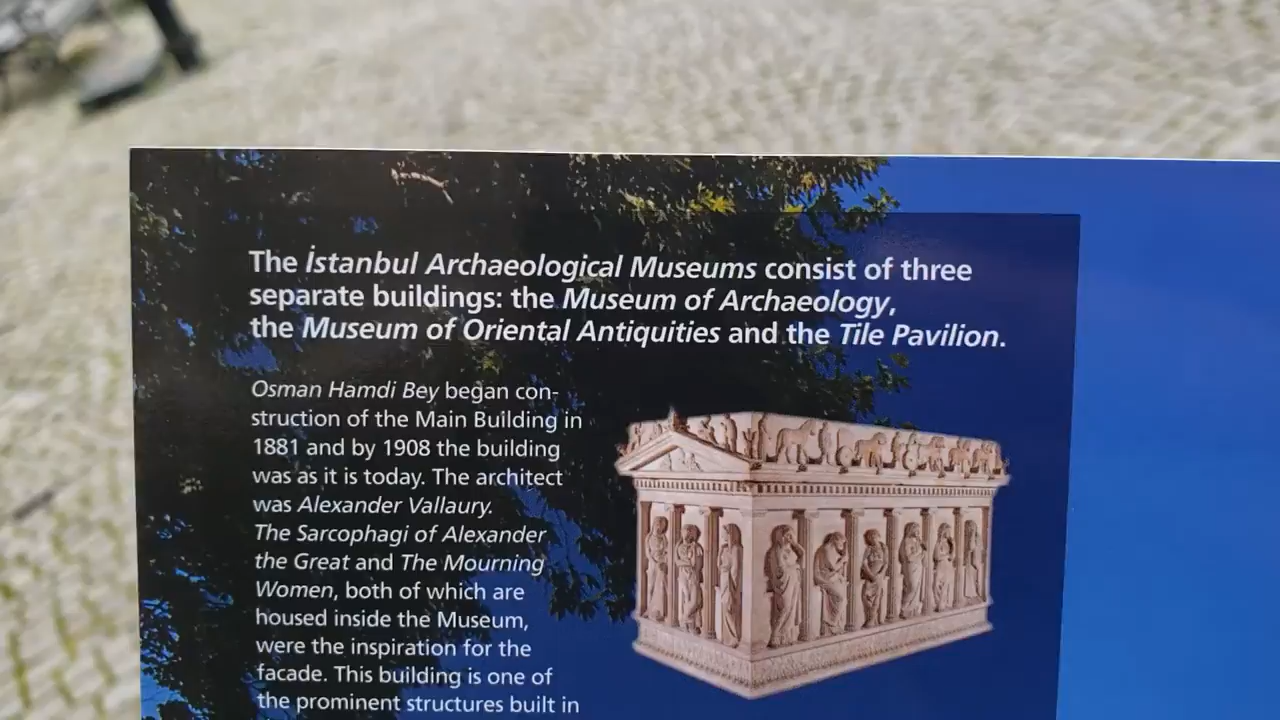 The İstanbul Archaeological Museums consist of three
separate buildings: the Museum of Archaeology,
the Museum of Oriental Antiquities and the Tile Pavilion.
Osman Hamdi Bey began con-
struction of the Main Building in
1881 and by 1908 the building
was as it is today. The architect
was Alexander Vallaury.
The Sarcophagi of Alexander
the Great and The Mourning
Women, both of which are
housed inside the Museum,
were the inspiration for the
facade. This building is one of
the prominent structures built in